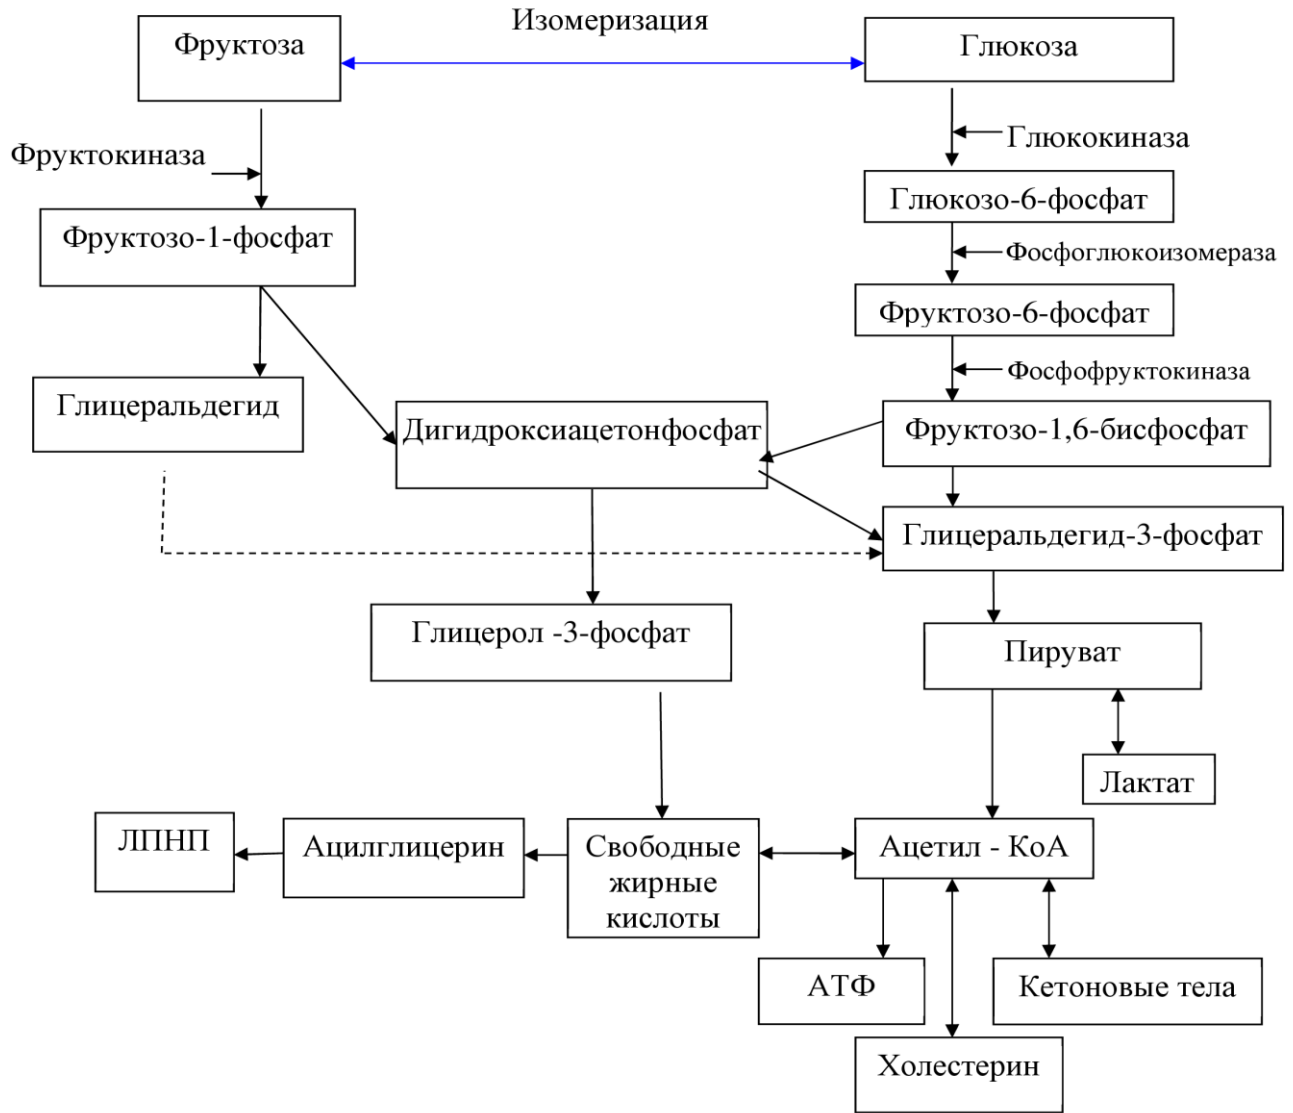 Изомеризация
Фруктоза
Глюкоза
Фруктокиназа
Глюкокиназа
Глюкозо-6-фосфат
Фруктозо-1-фосфат
Фосфоглюкоизомераза
Фруктозо-6-фосфат
Фосфофруктокиназа
Глицеральдегид
Дигидроксиацетонфосфат
Фруктозо-1,6-бисфосфат
Глицеральдегид-3-фосфат
Глицерол -3-фосфат
Пируват
Лактат
ЛПНП
Ацилглицерин
Свободные
жирные
кислоты
Ацетил - КоА
АТФ
Кетоновые тела
Холестерин